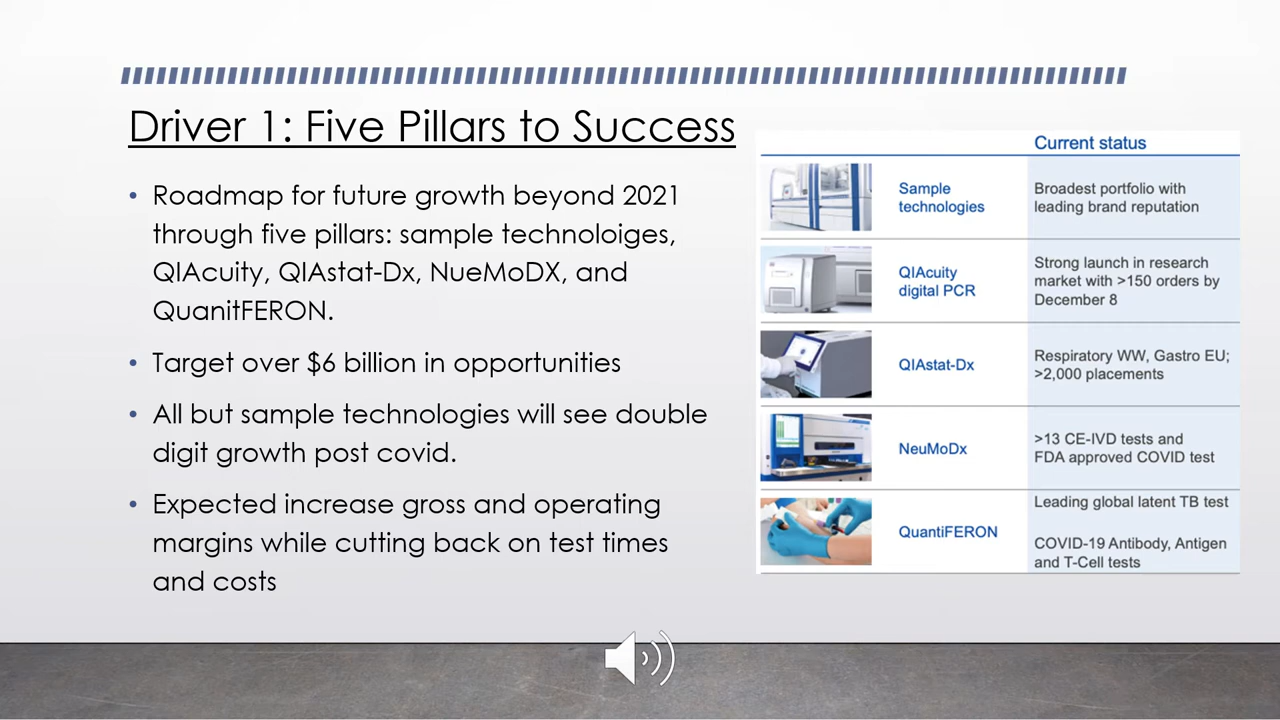 Driver 1: Five Pillars to Success
• Roadmap for future growth beyond 2021
through five pillars: sample technoloiges,
QIAcuity, QIAstat-Dx, NueMoDX, and
QuanitFERON.
• Target over $6 billion in opportunities
• All but sample technologies will see double
digit growth post covid.
• Expected increase gross and operating
margins while cutting back on test times
and costs
Current status
Sample
technologies
Broadest portfolio with
leading brand reputation
QIAcuity
digital PCR
Strong launch in research
market with >150 orders by
December 8
QIAstat-Dx
Respiratory WW, Gastro EU;
>2,000 placements
NeuMoDx
>13 CE-IVD tests and
FDA approved COVID test
QuantiFERON
Leading global latent TB test
COVID-19 Antibody, Antigen
and T-Cell tests